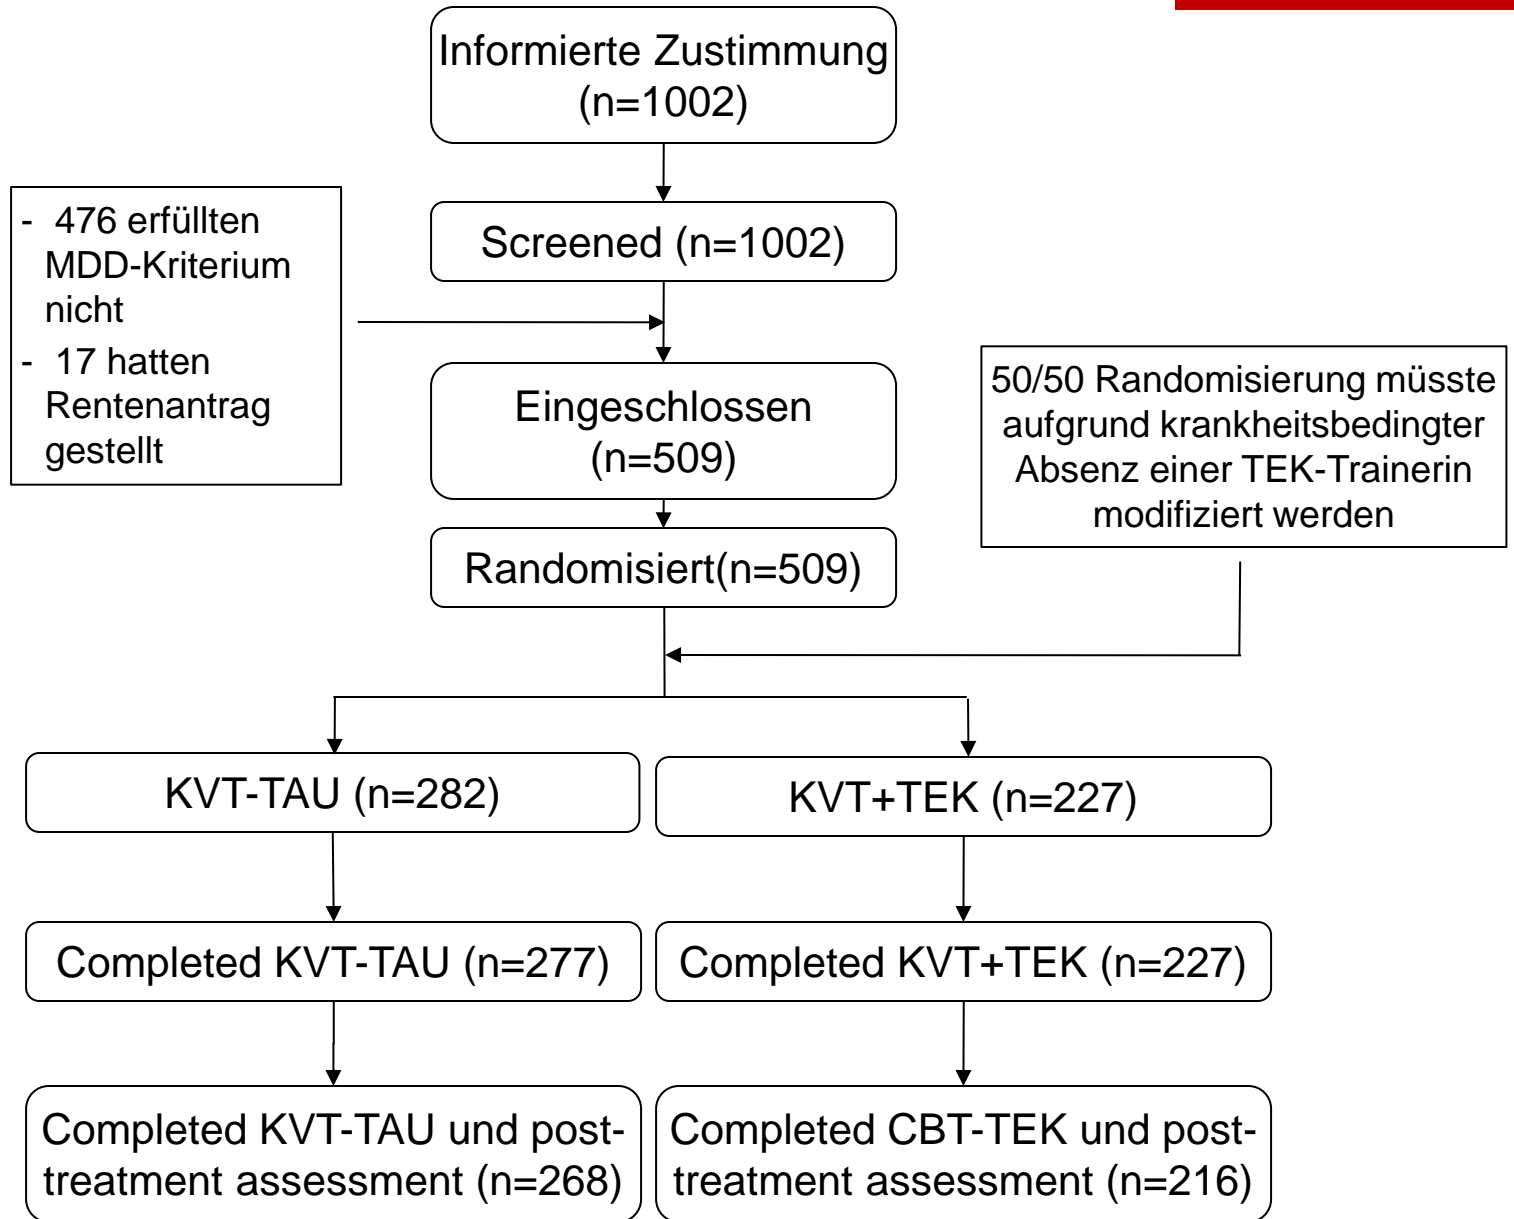 Informierte Zustimmung
(n=1002)
Screened (n=1002)
- 476 erfüllten
MDD-Kriterium
nicht
- 17 hatten
Rentenantrag
gestellt
Eingeschlossen
(n=509)
50/50 Randomisierung müsste
aufgrund krankheitsbedingter
Absenz einer TEK-Trainerin
modifiziert werden
Randomisiert(n=509)
KVT-TAU (n=282)
KVT+TEK (n=227)
Completed KVT-TAU (n=277)
Completed KVT+TEK (n=227)
Completed KVT-TAU und post-
treatment assessment (n=268)
Completed CBT-TEK und post-
treatment assessment (n=216)